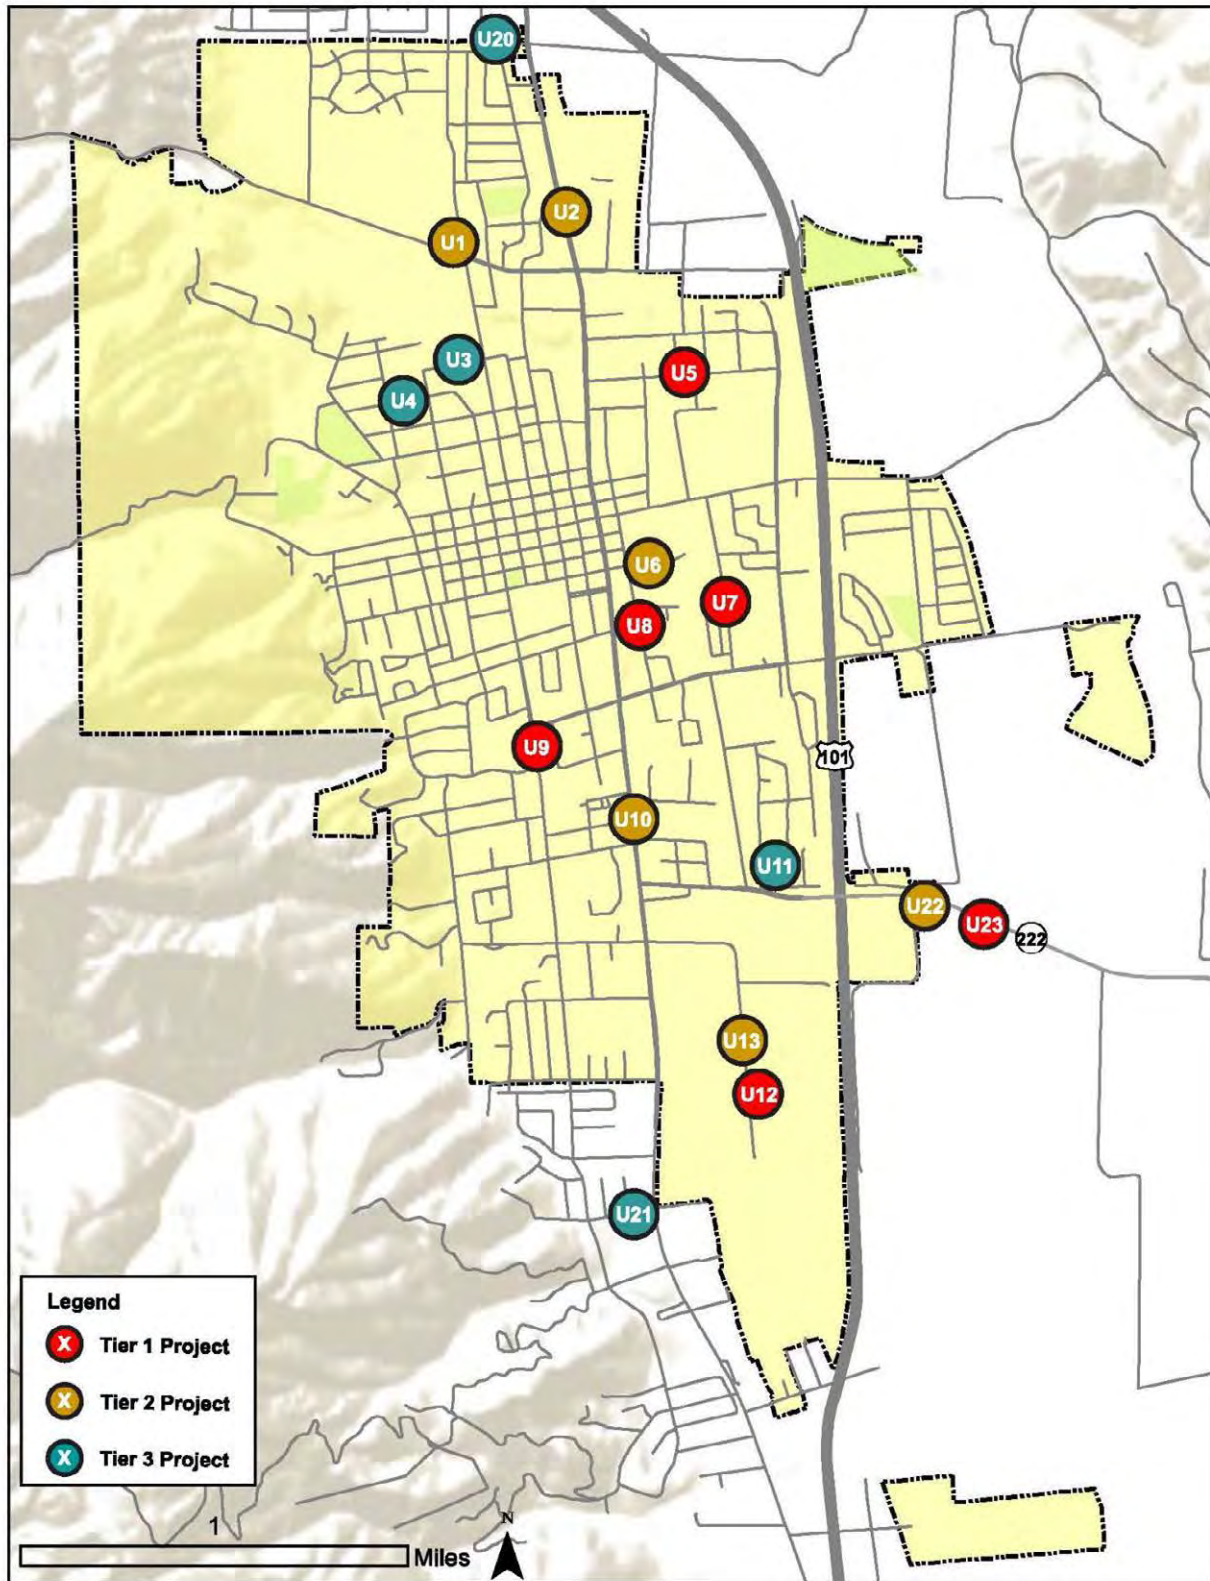 U20
U2
U1
U3
U5
U4
U6
U7
U8
U9
101
U10
U11
U22
U23
222
U13
U12
U21
Legend
X Tier 1 Project
X Tier 2 Project
X Tier 3 Project
1
N
Miles